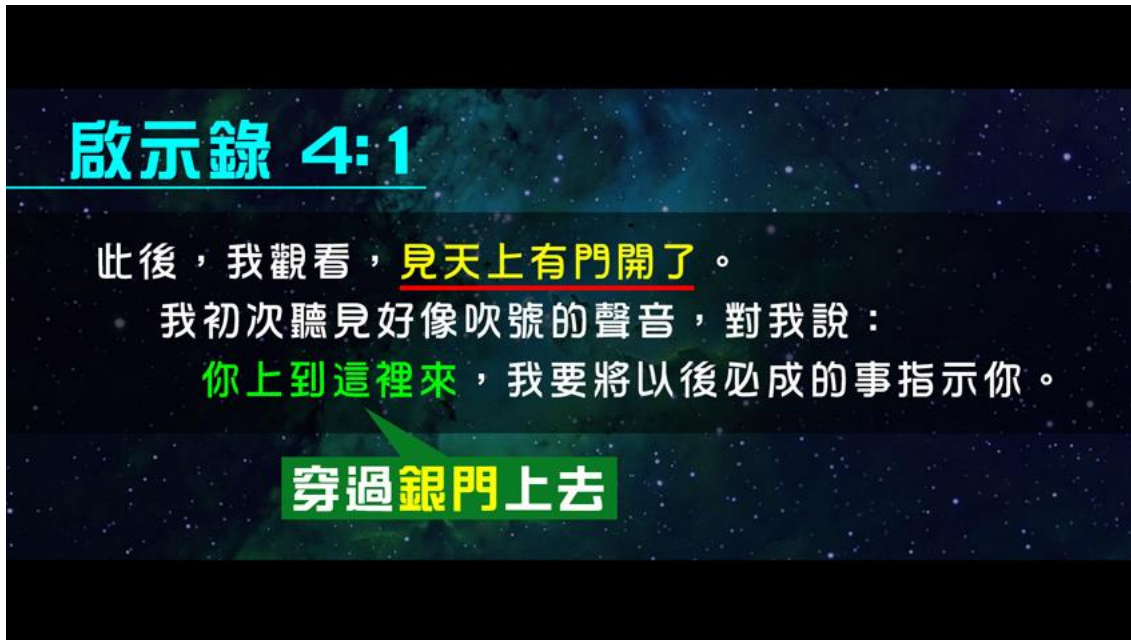 啟示錄 4:1
此後，我觀看，見天上有門開了。
我初次聽見好像吹號的聲音，對我說：
你上到這裡來，我要將以後必成的事指示你。
穿過銀門上去